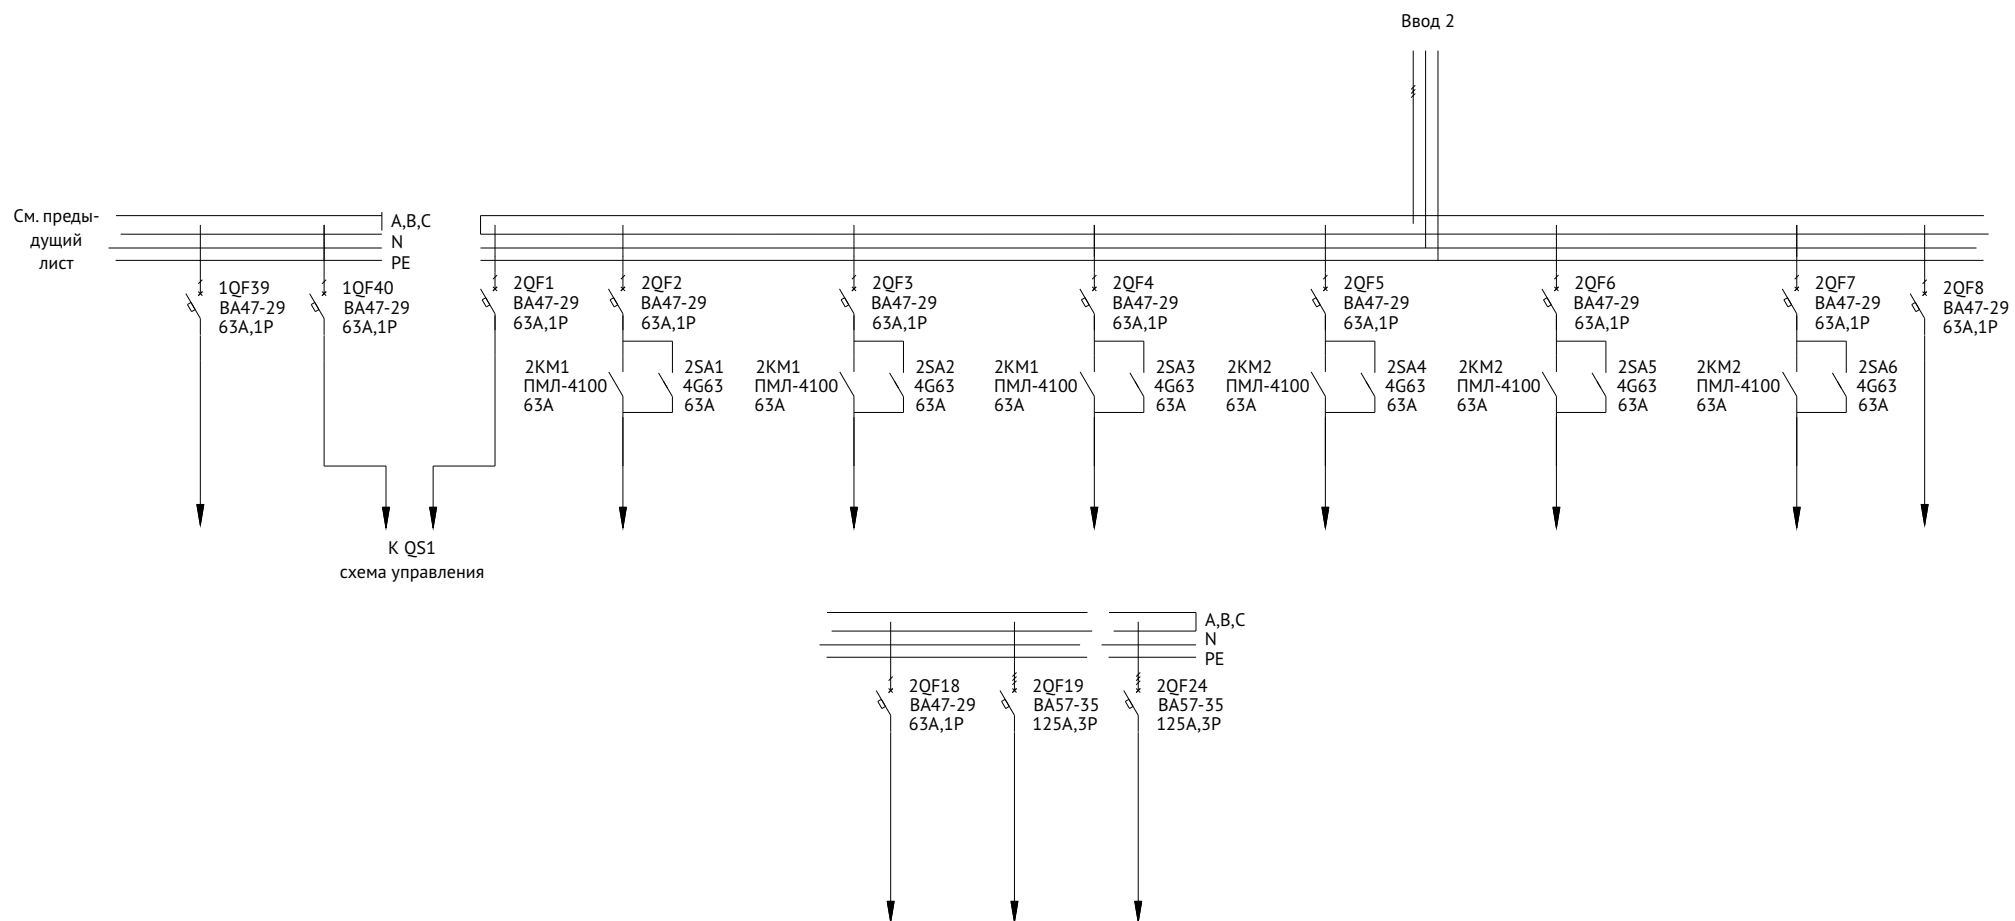 Ввод 2
См. преды-
дущий
лист
A,B,C
N
PE
1QF39
ВА47-29
63А,1Р
1QF40
ВА47-29
63А,1Р
2QF1
ВА47-29
63А,1Р
2QF2
ВА47-29
63А,1Р
2QF3
ВА47-29
63А,1Р
2QF4
ВА47-29
63А,1Р
2QF5
ВА47-29
63А,1Р
2QF6
ВА47-29
63А,1Р
2QF7
ВА47-29
63А,1Р
2QF8
ВА47-29
63А,1Р
2KM1
ПМЛ-4100
63А
2SA1
4G63
63А
2KM1
ПМЛ-4100
63А
2SA2
4G63
63А
2KM1
ПМЛ-4100
63А
2SA3
4G63
63А
2KM2
ПМЛ-4100
63А
2SA4
4G63
63А
2KM2
ПМЛ-4100
63А
2SA5
4G63
63А
2KM2
ПМЛ-4100
63А
2SA6
4G63
63А
К QS1
схема управления
A,B,C
N
PE
2QF18
ВА47-29
63А,1Р
2QF19
ВА57-35
125А,3Р
2QF24
ВА57-35
125А,3Р